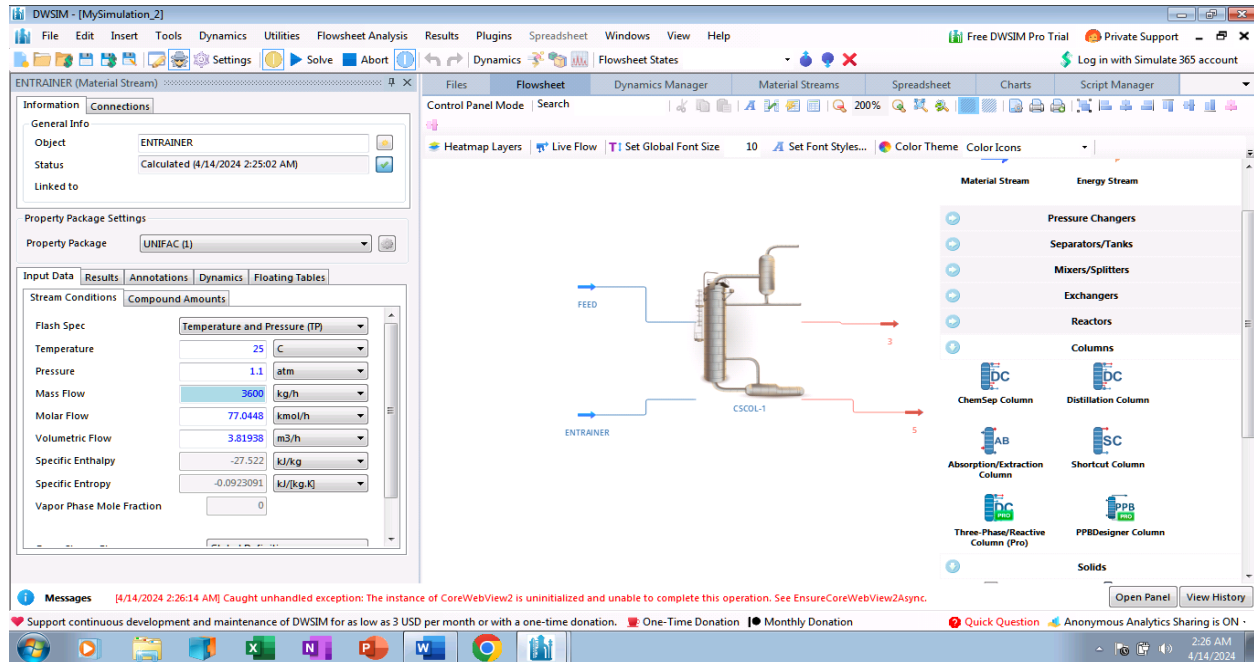 DWSIM - [MySimulation_2]
File Edit Insert Tools Dynamics Utilities Flowsheet Analysis Results Plugins Spreadsheet Windows View Help Free DWSIM Pro Trial Private Support
Settings Solve Abort Dynamics Flowsheet States Log in with Simulate 365 account
ENTRAINER (Material Stream)
Information Connections
General Info
Object ENTRAINER
Status Calculated (4/14/2024 2:25:02 AM)
Linked to
Property Package Settings
Property Package UNIFAC (1)
Input Data Results Annotations Dynamics Floating Tables
Stream Conditions Compound Amounts
Flash Spec Temperature and Pressure (TP)
Temperature 25 C
Pressure 1.1 atm
Mass Flow 3600 kg/h
Molar Flow 77.0448 kmol/h
Volumetric Flow 3.81938 m3/h
Specific Enthalpy -27.522 kJ/kg
Specific Entropy -0.0923091 kJ/[kg.K]
Vapor Phase Mole Fraction 0
Files Flowsheet Dynamics Manager Material Streams Spreadsheet Charts Script Manager
Control Panel Mode Search 200%
Heatmap Layers Live Flow Set Global Font Size 10 Set Font Styles... Color Theme Color Icons
FEED
3
CSCOL-1
ENTRAINER
5
Material Stream Energy Stream
Pressure Changers
Separators/Tanks
Mixers/Splitters
Exchangers
Reactors
Columns
DC DC
ChemSep Column Distillation Column
AB SC
Absorption/Extraction Column Shortcut Column
DC PRO PPB PRO
Three-Phase/Reactive Column (Pro) PPBDesigner Column
Solids
Messages [4/14/2024 2:26:14 AM] Caught unhandled exception: The instance of CoreWebView2 is uninitialized and unable to complete this operation. See EnsureCoreWebView2Async. Open Panel View History
Support continuous development and maintenance of DWSIM for as low as 3 USD per month or with a one-time donation. One-Time Donation Monthly Donation Quick Question Anonymous Analytics Sharing is ON
2:26 AM
4/14/2024